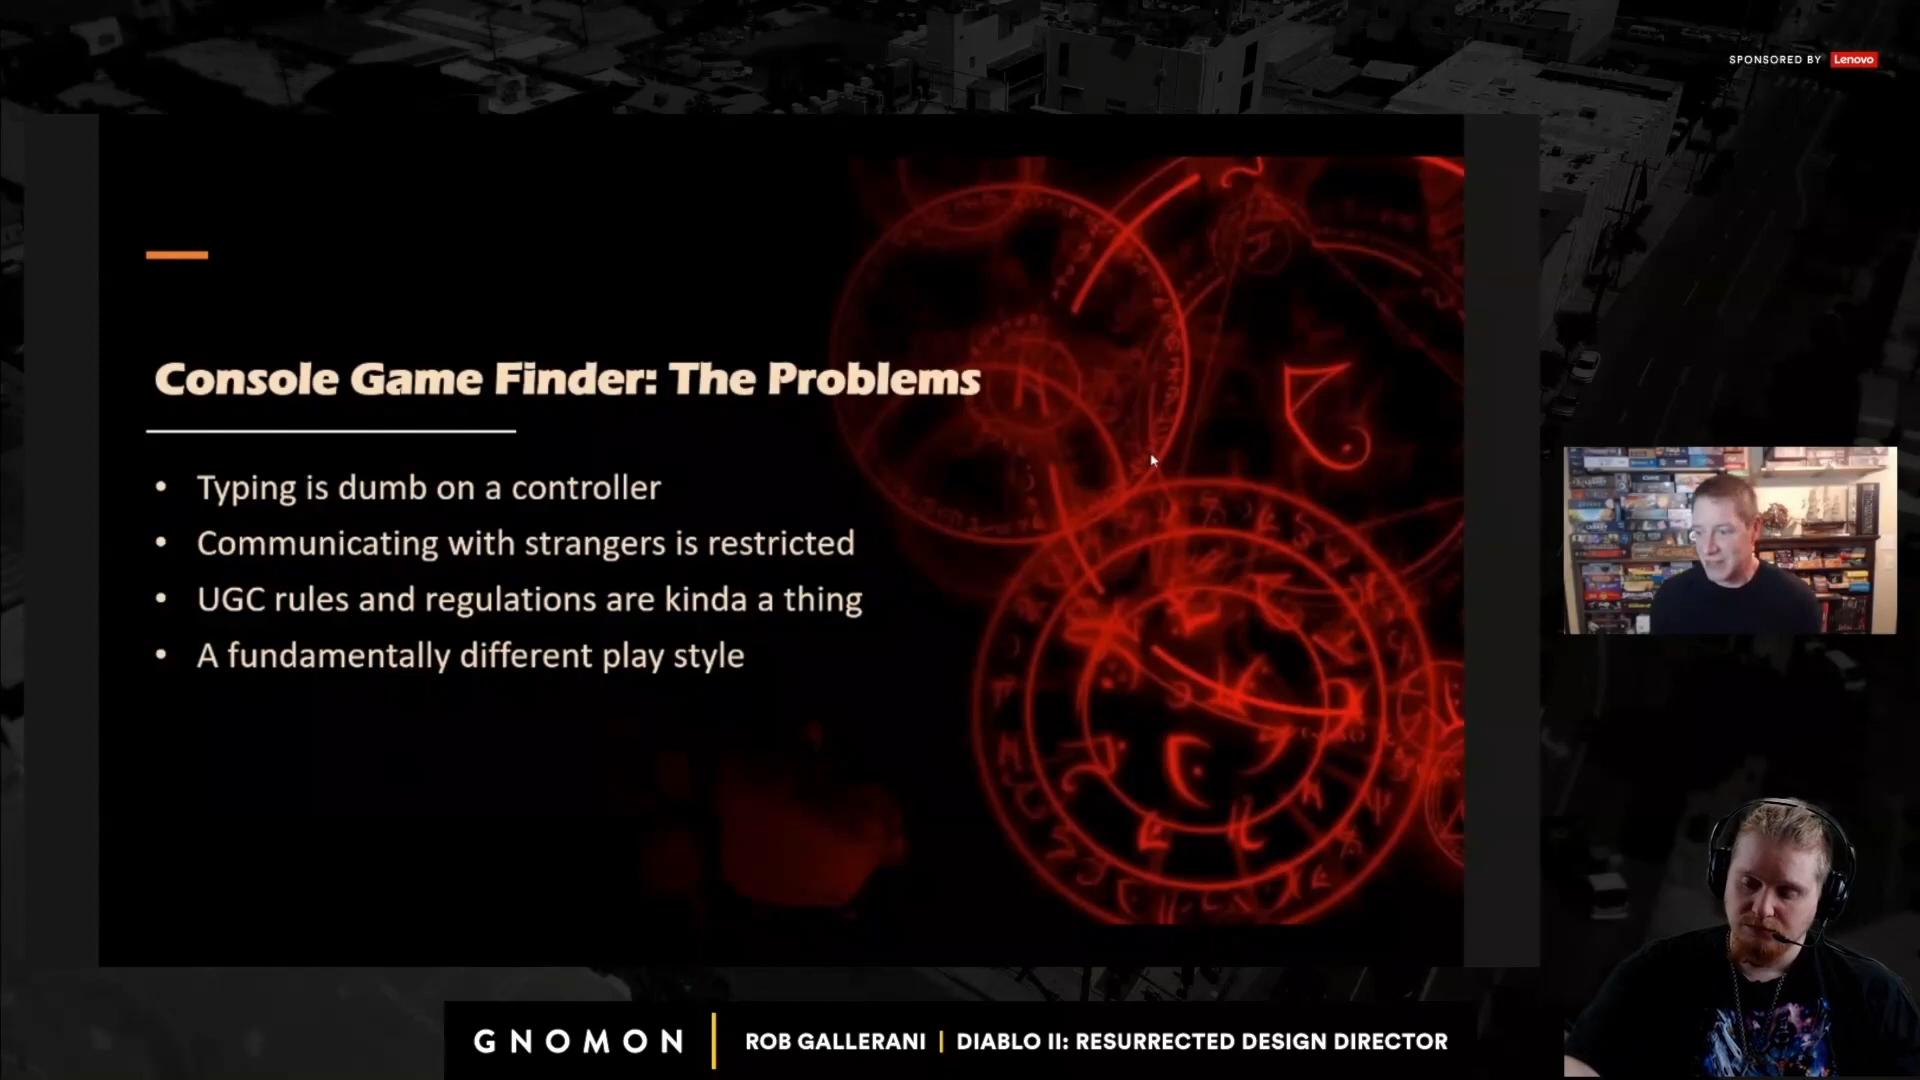 SPONSORED BY Lenovo
Console Game Finder: The Problems
• Typing is dumb on a controller
• Communicating with strangers is restricted
• UGC rules and regulations are kinda a thing
• A fundamentally different play style
GNOMON | ROB GALLERANI | DIABLO II: RESURRECTED DESIGN DIRECTOR